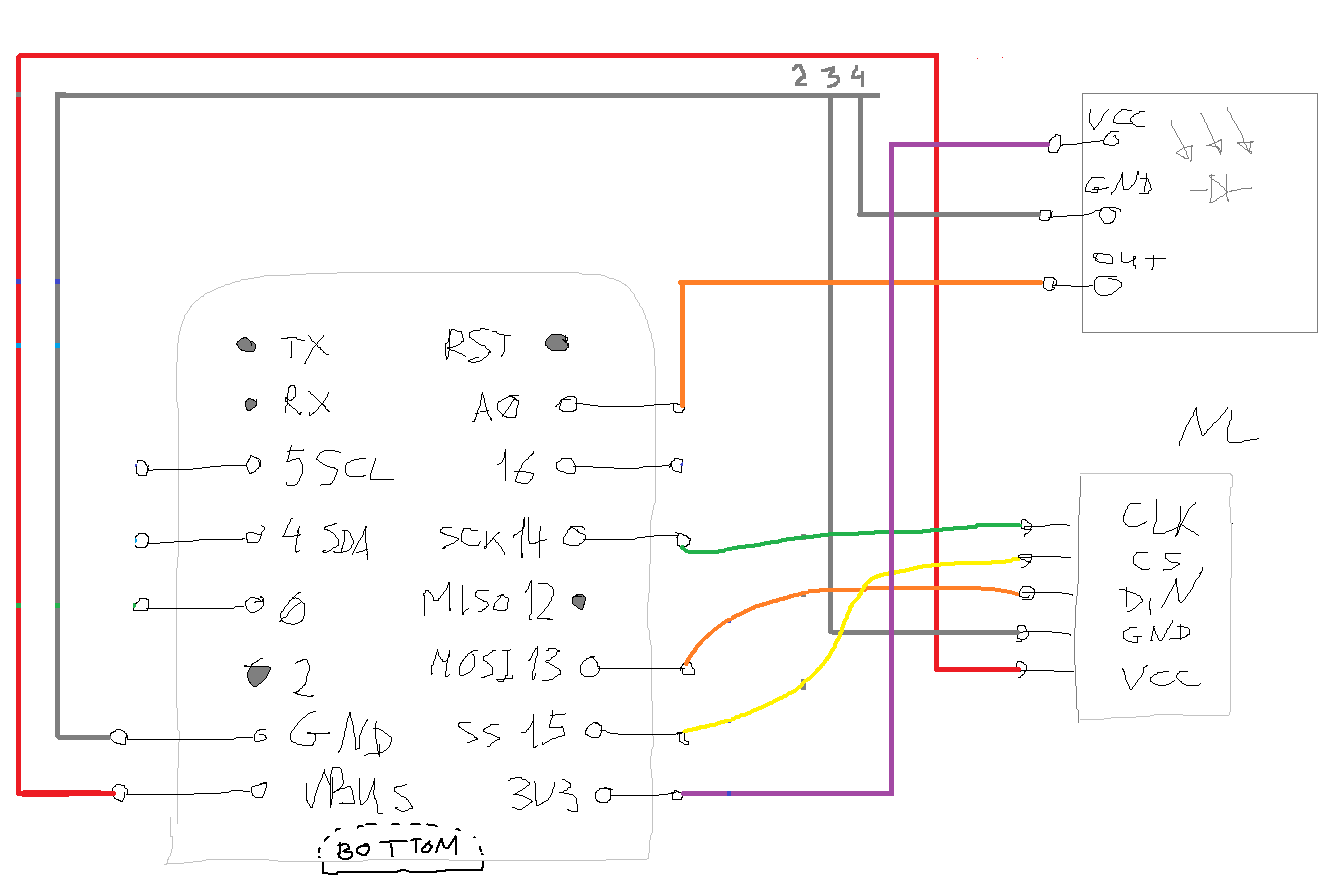 2 3 4
VCC
GND
OUT
TX RST
RX A0
5 SCL 16
4 SDA SCK 14
0 MISO 12
2 MOSI 13
GND SS 15
VBUS 3V3
BOTTOM
CLK
CS
DIN
GND
VCC